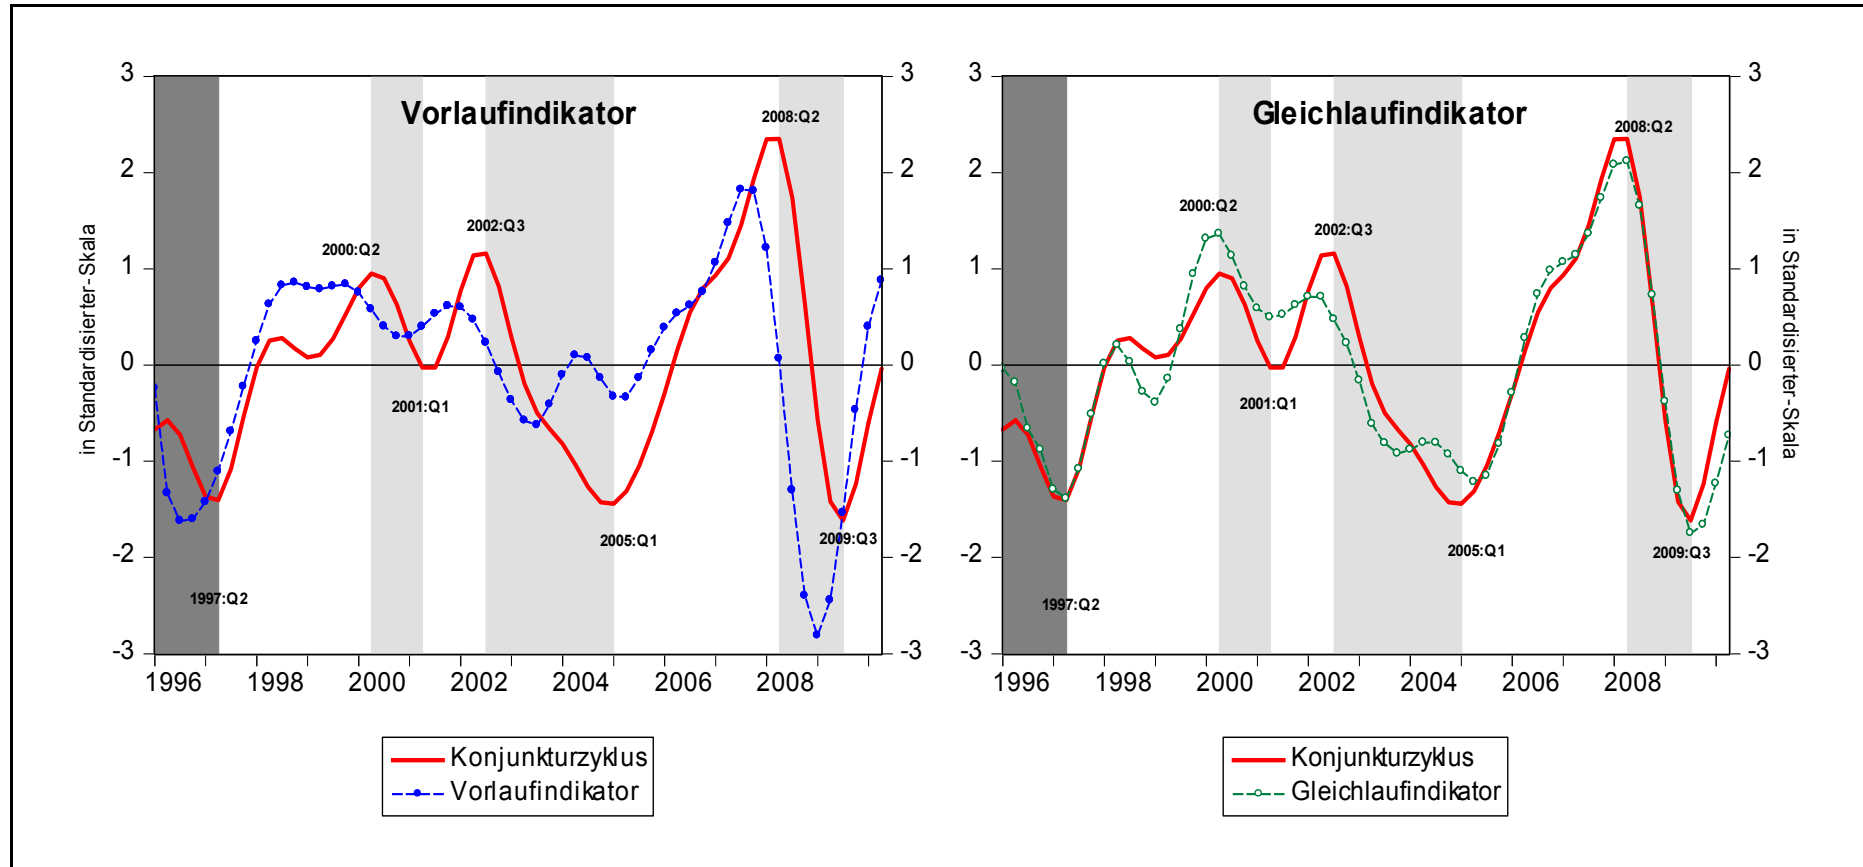 Vorlaufindikator
3
2
1
0
-1
-2
-3
3
2
1
0
-1
-2
-3
in Standardisierter-Skala
1997:Q2
2000:Q2
2001:Q1
2002:Q3
2005:Q1
2008:Q2
2009:Q3
1996 1998 2000 2002 2004 2006 2008
Konjunkturzyklus
Vorlaufindikator
Gleichlaufindikator
3
2
1
0
-1
-2
-3
3
2
1
0
-1
-2
-3
in Standardisierter-Skala
1997:Q2
2000:Q2
2001:Q1
2002:Q3
2005:Q1
2008:Q2
2009:Q3
1996 1998 2000 2002 2004 2006 2008
Konjunkturzyklus
Gleichlaufindikator